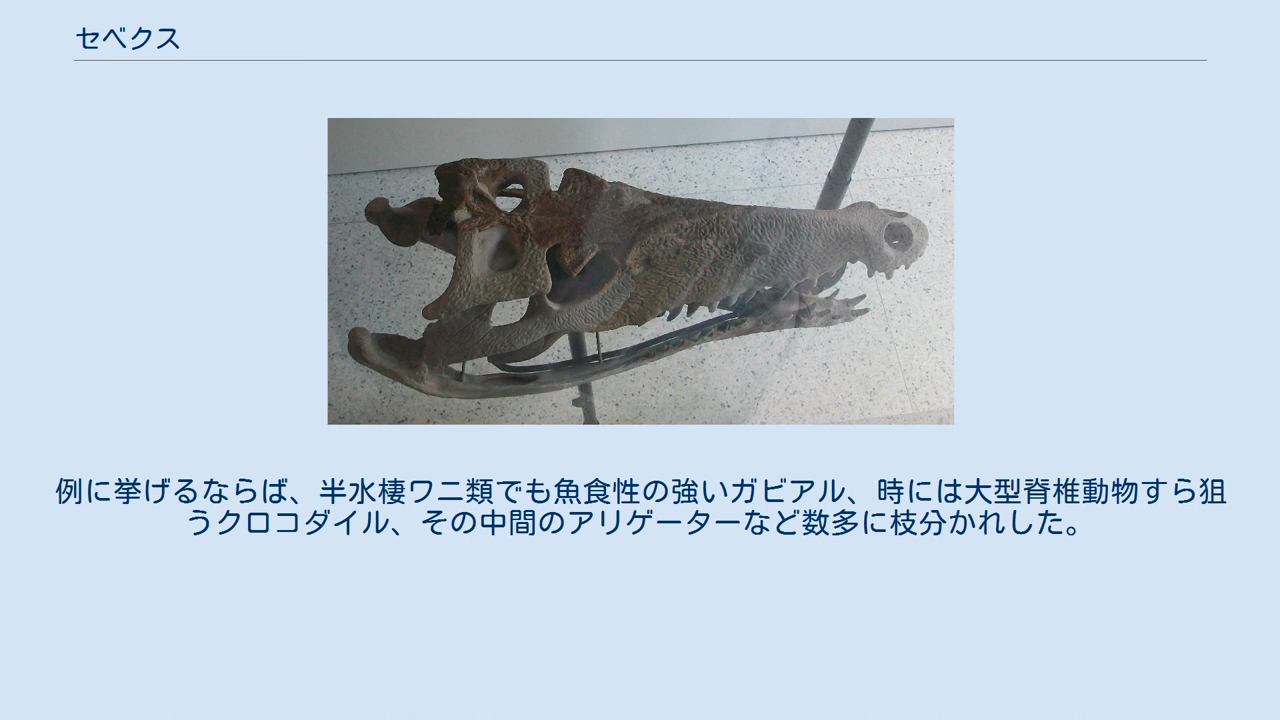 セベクス
例に挙げるならば、半水棲ワニ類でも魚食性の強いガビアル、時には大型脊椎動物すら狙
うクロコダイル、その中間のアリゲーターなど数多に枝分かれした。